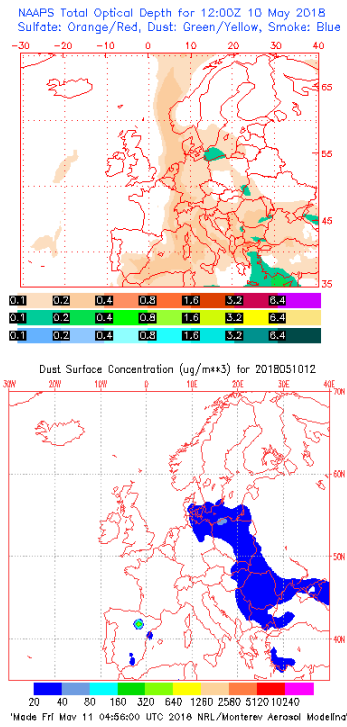 NAAPS Total Optical Depth for 12:00Z 10 May 2018
Sulfate: Orange/Red, Dust: Green/Yellow, Smoke: Blue
-30 -20 -10 0 10 20 30 40
65
55
45
35
0.1 0.2 0.4 0.8 1.6 3.2 6.4
0.1 0.2 0.4 0.8 1.6 3.2 6.4
0.1 0.2 0.4 0.8 1.6 3.2 6.4
Dust Surface Concentration (ug/m**3) for 2018051012
30W 20W 10W 0 10E 20E 30E 40E
70N
60N
50N
40N
20 40 80 160 320 640 1280 2580 5120 10240
'Made Fri May 11 04:56:00 UTC 2018 NRL/Monterey Aerosol Modeling'